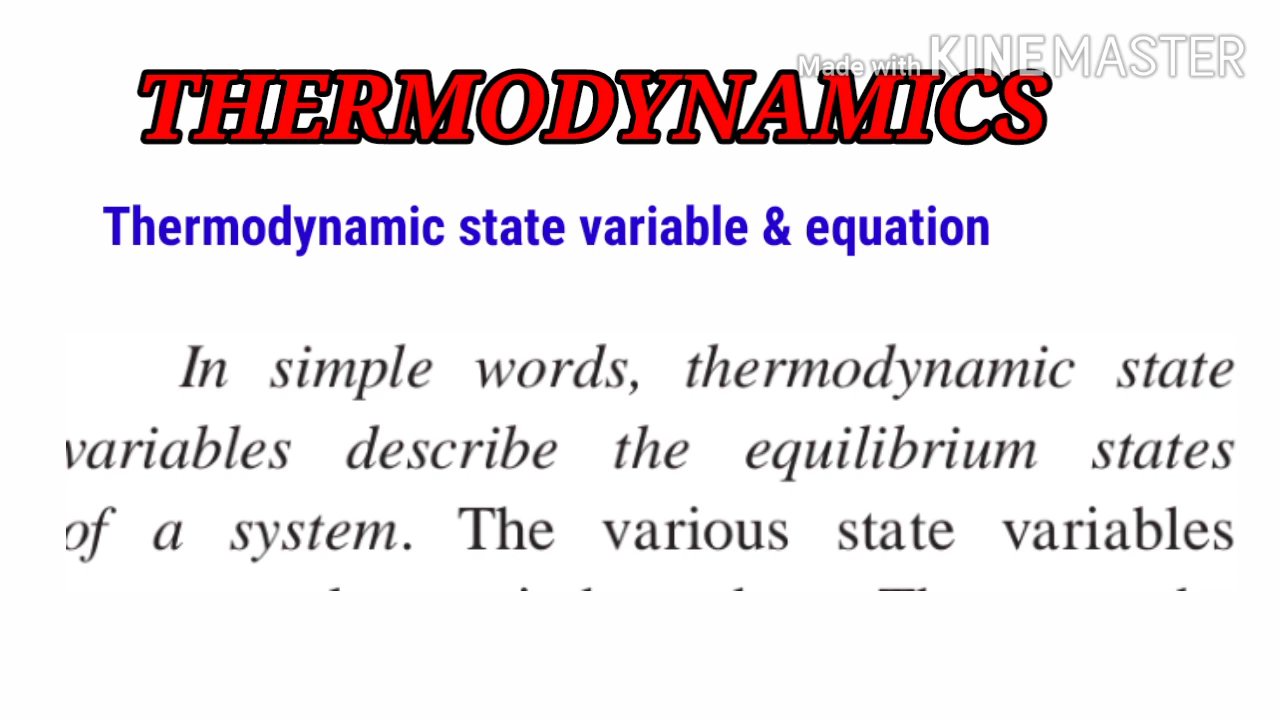 Made with KINEMASTER
THERMODYNAMICS
Thermodynamic state variable & equation
In simple words, thermodynamic state
variables describe the equilibrium states
of a system. The various state variables